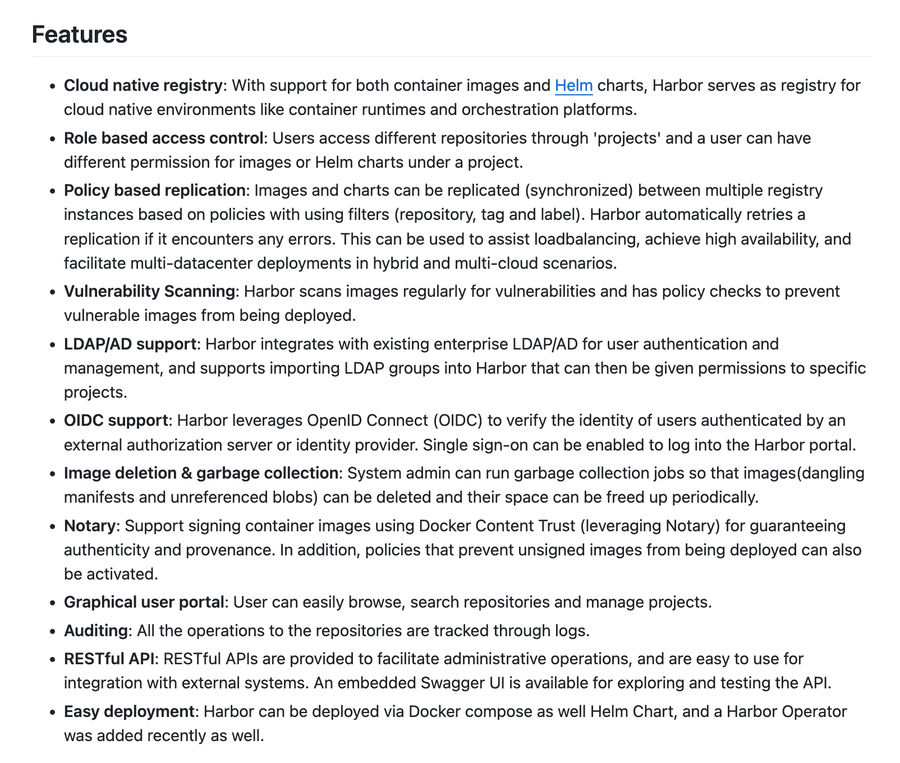 Features
• Cloud native registry: With support for both container images and Helm charts, Harbor serves as registry for
cloud native environments like container runtimes and orchestration platforms.
• Role based access control: Users access different repositories through 'projects' and a user can have
different permission for images or Helm charts under a project.
• Policy based replication: Images and charts can be replicated (synchronized) between multiple registry
instances based on policies with using filters (repository, tag and label). Harbor automatically retries a
replication if it encounters any errors. This can be used to assist loadbalancing, achieve high availability, and
facilitate multi-datacenter deployments in hybrid and multi-cloud scenarios.
• Vulnerability Scanning: Harbor scans images regularly for vulnerabilities and has policy checks to prevent
vulnerable images from being deployed.
• LDAP/AD support: Harbor integrates with existing enterprise LDAP/AD for user authentication and
management, and supports importing LDAP groups into Harbor that can then be given permissions to specific
projects.
• OIDC support: Harbor leverages OpenID Connect (OIDC) to verify the identity of users authenticated by an
external authorization server or identity provider. Single sign-on can be enabled to log into the Harbor portal.
• Image deletion & garbage collection: System admin can run garbage collection jobs so that images(dangling
manifests and unreferenced blobs) can be deleted and their space can be freed up periodically.
• Notary: Support signing container images using Docker Content Trust (leveraging Notary) for guaranteeing
authenticity and provenance. In addition, policies that prevent unsigned images from being deployed can also
be activated.
• Graphical user portal: User can easily browse, search repositories and manage projects.
• Auditing: All the operations to the repositories are tracked through logs.
• RESTful API: RESTful APIs are provided to facilitate administrative operations, and are easy to use for
integration with external systems. An embedded Swagger UI is available for exploring and testing the API.
• Easy deployment: Harbor can be deployed via Docker compose as well Helm Chart, and a Harbor Operator
was added recently as well.